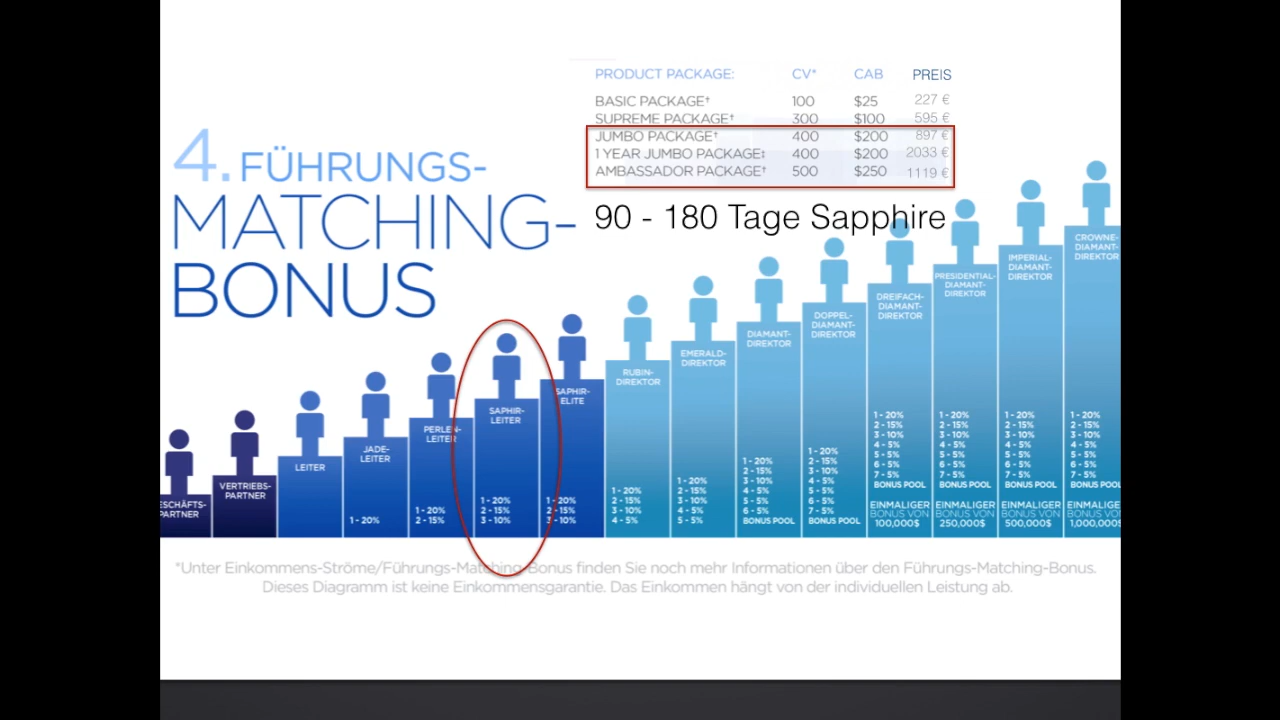 PRODUCT PACKAGE: CV* CAB PREIS
BASIC PACKAGE† 100 $25 227 €
SUPREME PACKAGE† 300 $100 595 €
JUMBO PACKAGE† 400 $200 897 €
1 YEAR JUMBO PACKAGE‡ 400 $200 2033 €
AMBASSADOR PACKAGE† 500 $250 1119 €
90 - 180 Tage Sapphire
4. FÜHRUNGS-
MATCHING-
BONUS
ESCHÄFTS-
PARTNER
VERTRIEBS-
PARTNER
LEITER
JADE-
LEITER
1 - 20%
PERLEN-
LEITER
1 - 20%
2 - 15%
SAPHIR-
LEITER
1 - 20%
2 - 15%
3 - 10%
SAPHIR-
ELITE
1 - 20%
2 - 15%
3 - 10%
RUBIN-
DIREKTOR
1 - 20%
2 - 15%
3 - 10%
4 - 5%
EMERALD-
DIREKTOR
1 - 20%
2 - 15%
3 - 10%
4 - 5%
5 - 5%
DIAMANT-
DIREKTOR
1 - 20%
2 - 15%
3 - 10%
4 - 5%
5 - 5%
6 - 5%
BONUS POOL
DOPPEL-
DIAMANT-
DIREKTOR
1 - 20%
2 - 15%
3 - 10%
4 - 5%
5 - 5%
6 - 5%
7 - 5%
BONUS POOL
DREIFACH-
DIAMANT-
DIREKTOR
1 - 20%
2 - 15%
3 - 10%
4 - 5%
5 - 5%
6 - 5%
7 - 5%
BONUS POOL
EINMALIGER
BONUS VON
100,000$
PRESIDENTIAL-
DIAMANT-
DIREKTOR
1 - 20%
2 - 15%
3 - 10%
4 - 5%
5 - 5%
6 - 5%
7 - 5%
BONUS POOL
EINMALIGER
BONUS VON
250,000$
IMPERIAL-
DIAMANT-
DIREKTOR
1 - 20%
2 - 15%
3 - 10%
4 - 5%
5 - 5%
6 - 5%
7 - 5%
BONUS POOL
EINMALIGER
BONUS VON
500,000$
CROWNE-
DIAMANT-
DIREKTOR
1 - 20%
2 - 15%
3 - 10%
4 - 5%
5 - 5%
6 - 5%
7 - 5%
BONUS POOL
EINMALIGER
BONUS VON
1,000,000$
*Unter Einkommens-Ströme/Führungs-Matching-Bonus finden Sie noch mehr Informationen über den Führungs-Matching-Bonus.
Dieses Diagramm ist keine Einkommensgarantie. Das Einkommen hängt von der individuellen Leistung ab.